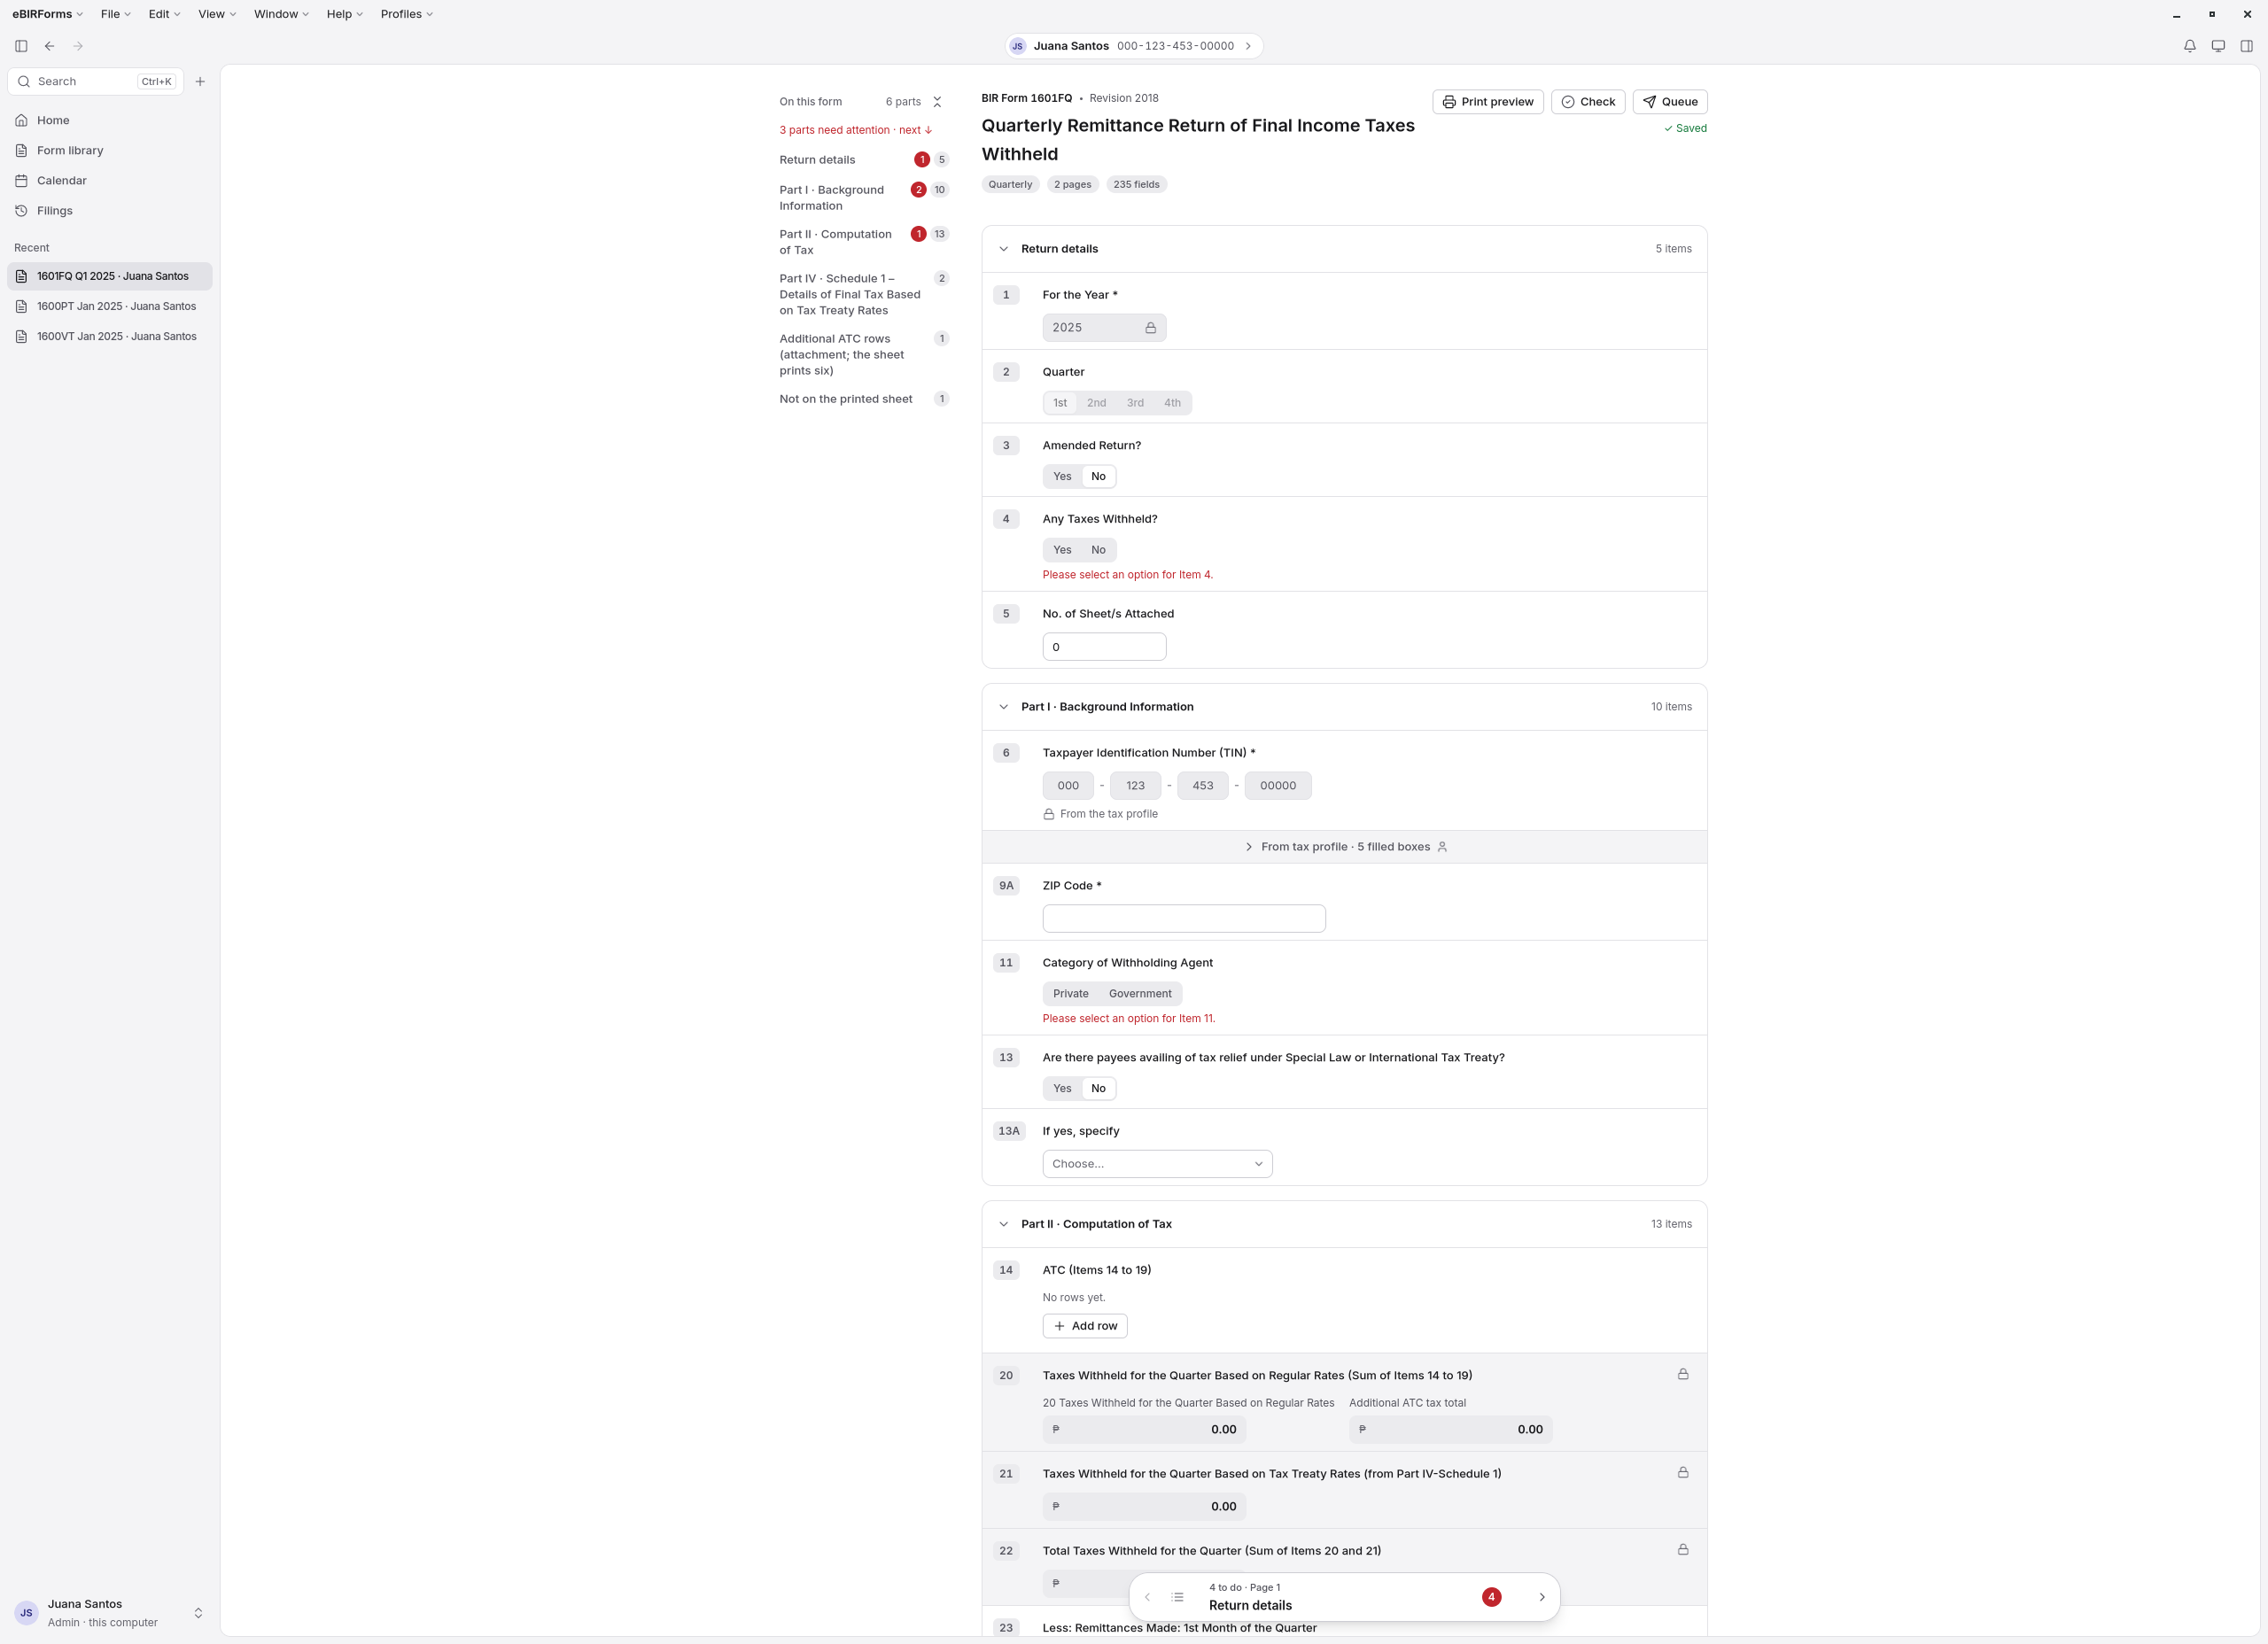 eBIRForms File Edit View Window Help Profiles
JS Juana Santos 000-123-453-00000
Search Ctrl+K
Home
Form library
Calendar
Filings
Recent
1601FQ Q1 2025 · Juana Santos
1600PT Jan 2025 · Juana Santos
1600VT Jan 2025 · Juana Santos
JS Juana Santos
Admin · this computer
On this form 6 parts
3 parts need attention · next ↓
Return details 1 5
Part I · Background 2 10
Information
Part II · Computation 1 13
of Tax
Part IV · Schedule 1 – 2
Details of Final Tax Based
on Tax Treaty Rates
Additional ATC rows 1
(attachment; the sheet
prints six)
Not on the printed sheet 1
BIR Form 1601FQ • Revision 2018
Print preview Check Queue
Quarterly Remittance Return of Final Income Taxes
Withheld
✓ Saved
Quarterly 2 pages 235 fields
Return details 5 items
1 For the Year *
2025
2 Quarter
1st 2nd 3rd 4th
3 Amended Return?
Yes No
4 Any Taxes Withheld?
Yes No
Please select an option for Item 4.
5 No. of Sheet/s Attached
0
Part I · Background Information 10 items
6 Taxpayer Identification Number (TIN) *
000 - 123 - 453 - 00000
From the tax profile
From tax profile · 5 filled boxes
9A ZIP Code *
11 Category of Withholding Agent
Private Government
Please select an option for Item 11.
13 Are there payees availing of tax relief under Special Law or International Tax Treaty?
Yes No
13A If yes, specify
Choose...
Part II · Computation of Tax 13 items
14 ATC (Items 14 to 19)
No rows yet.
Add row
20 Taxes Withheld for the Quarter Based on Regular Rates (Sum of Items 14 to 19)
20 Taxes Withheld for the Quarter Based on Regular Rates Additional ATC tax total
₱ 0.00 ₱ 0.00
21 Taxes Withheld for the Quarter Based on Tax Treaty Rates (from Part IV-Schedule 1)
₱ 0.00
22 Total Taxes Withheld for the Quarter (Sum of Items 20 and 21)
₱
4 to do · Page 1
Return details 4
23 Less: Remittances Made: 1st Month of the Quarter